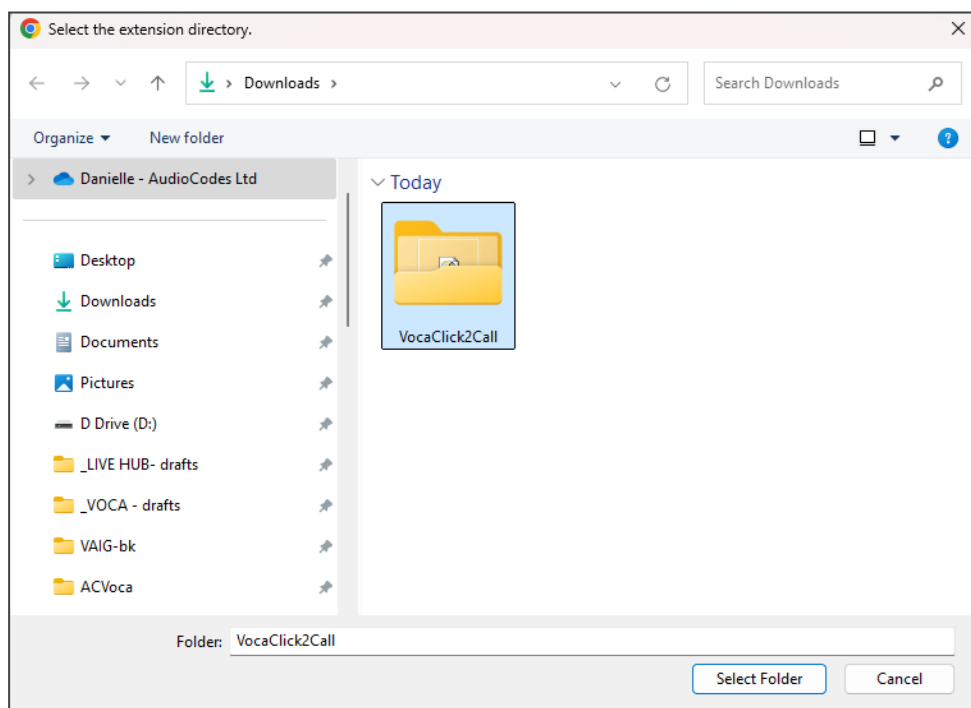 Select the extension directory.
Downloads
Search Downloads
Organize
New folder
Danielle - AudioCodes Ltd
Today
Desktop
Downloads
Documents
Pictures
D Drive (D:)
_LIVE HUB- drafts
_VOCA - drafts
VAIG-bk
ACVoca
VocaClick2Call
Folder: VocaClick2Call
Select Folder
Cancel